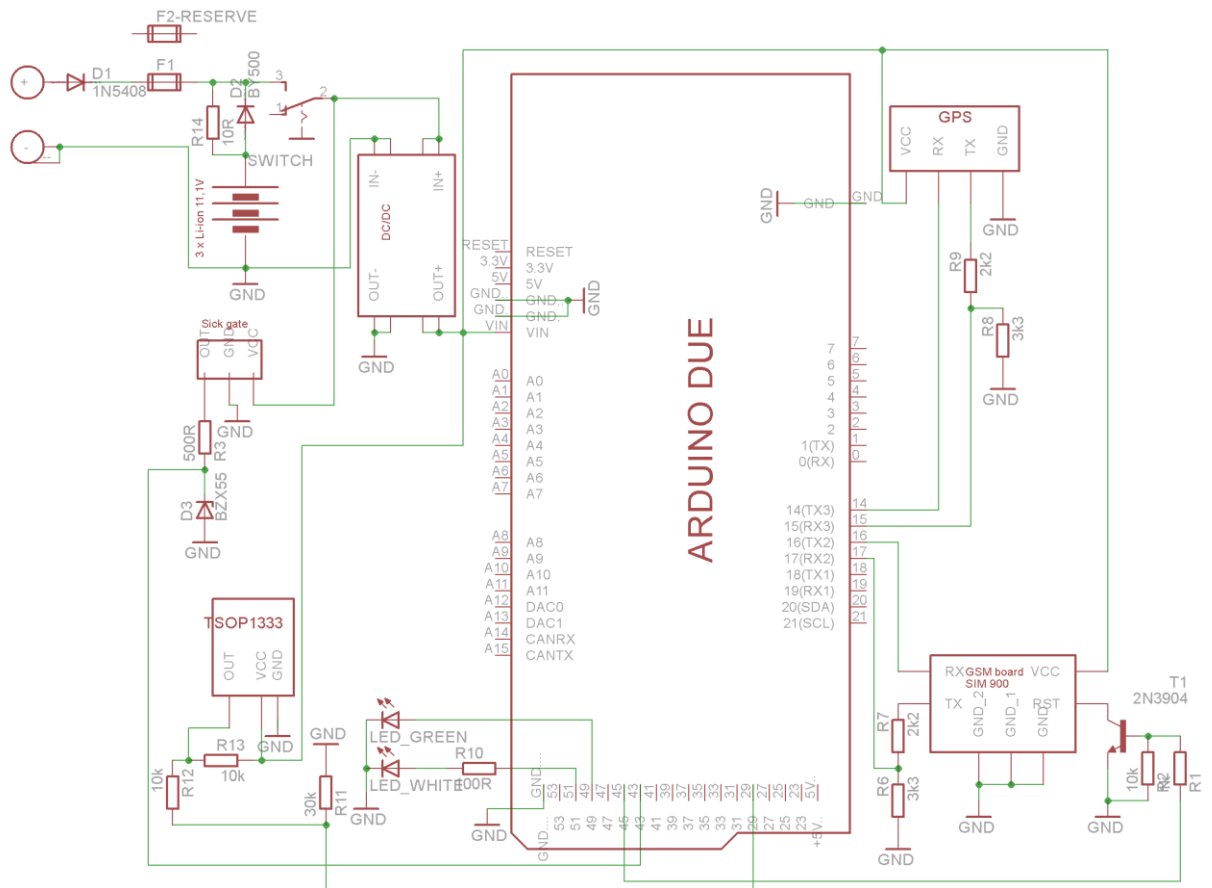 F2-RESERVE
+
D1
1N5408
F1
R14
10R
D2
BY500
3
1
2
SWITCH
-
3 x Li-ion 11,1V
GND
IN-
IN+
DC/DC
OUT-
OUT+
GND
Sick gate
OUT
GND
VCC
GND
500R
R3
D3
BZX55
GND
TSOP1333
OUT
VCC
GND
GND
R13
10k
10k
R12
GND
30k
R11
LED_GREEN
LED_WHITE
R10
100R
GND
GND
ARDUINO DUE
RESET
RESET
3.3V
3.3V
5V
5V
GND..
GND..
GND..
GND.
VIN
VIN
GND
A0
A0
A1
A1
A2
A2
A3
A3
A4
A4
A5
A5
A6
A6
A7
A7
A8
A8
A9
A9
A10
A10
A11
A11
A12
DAC0
A13
DAC1
A14
CANRX
A15
CANTX
GND
GND
GND
7
7
6
6
5
5
4
4
3
3
2
2
1(TX)
1
0(RX)
0
14(TX3)
14
15(RX3)
15
16(TX2)
16
17(RX2)
17
18(TX1)
18
19(RX1)
19
20(SDA)
20
21(SCL)
21
GND....
53
51
49
47
45
43
41
39
37
35
33
31
29
27
25
23
5V..
GND....
53
51
49
47
45
43
41
39
37
35
33
31
29
27
25
23
+5V..
GPS
VCC
RX
TX
GND
GND
R9
2k2
R8
3k3
GND
GSM board
SIM 900
RX
VCC
TX
RST
GND_2
GND_1
GND
GND
R7
2k2
R6
3k3
GND
T1
2N3904
10k
R2
R1
GND